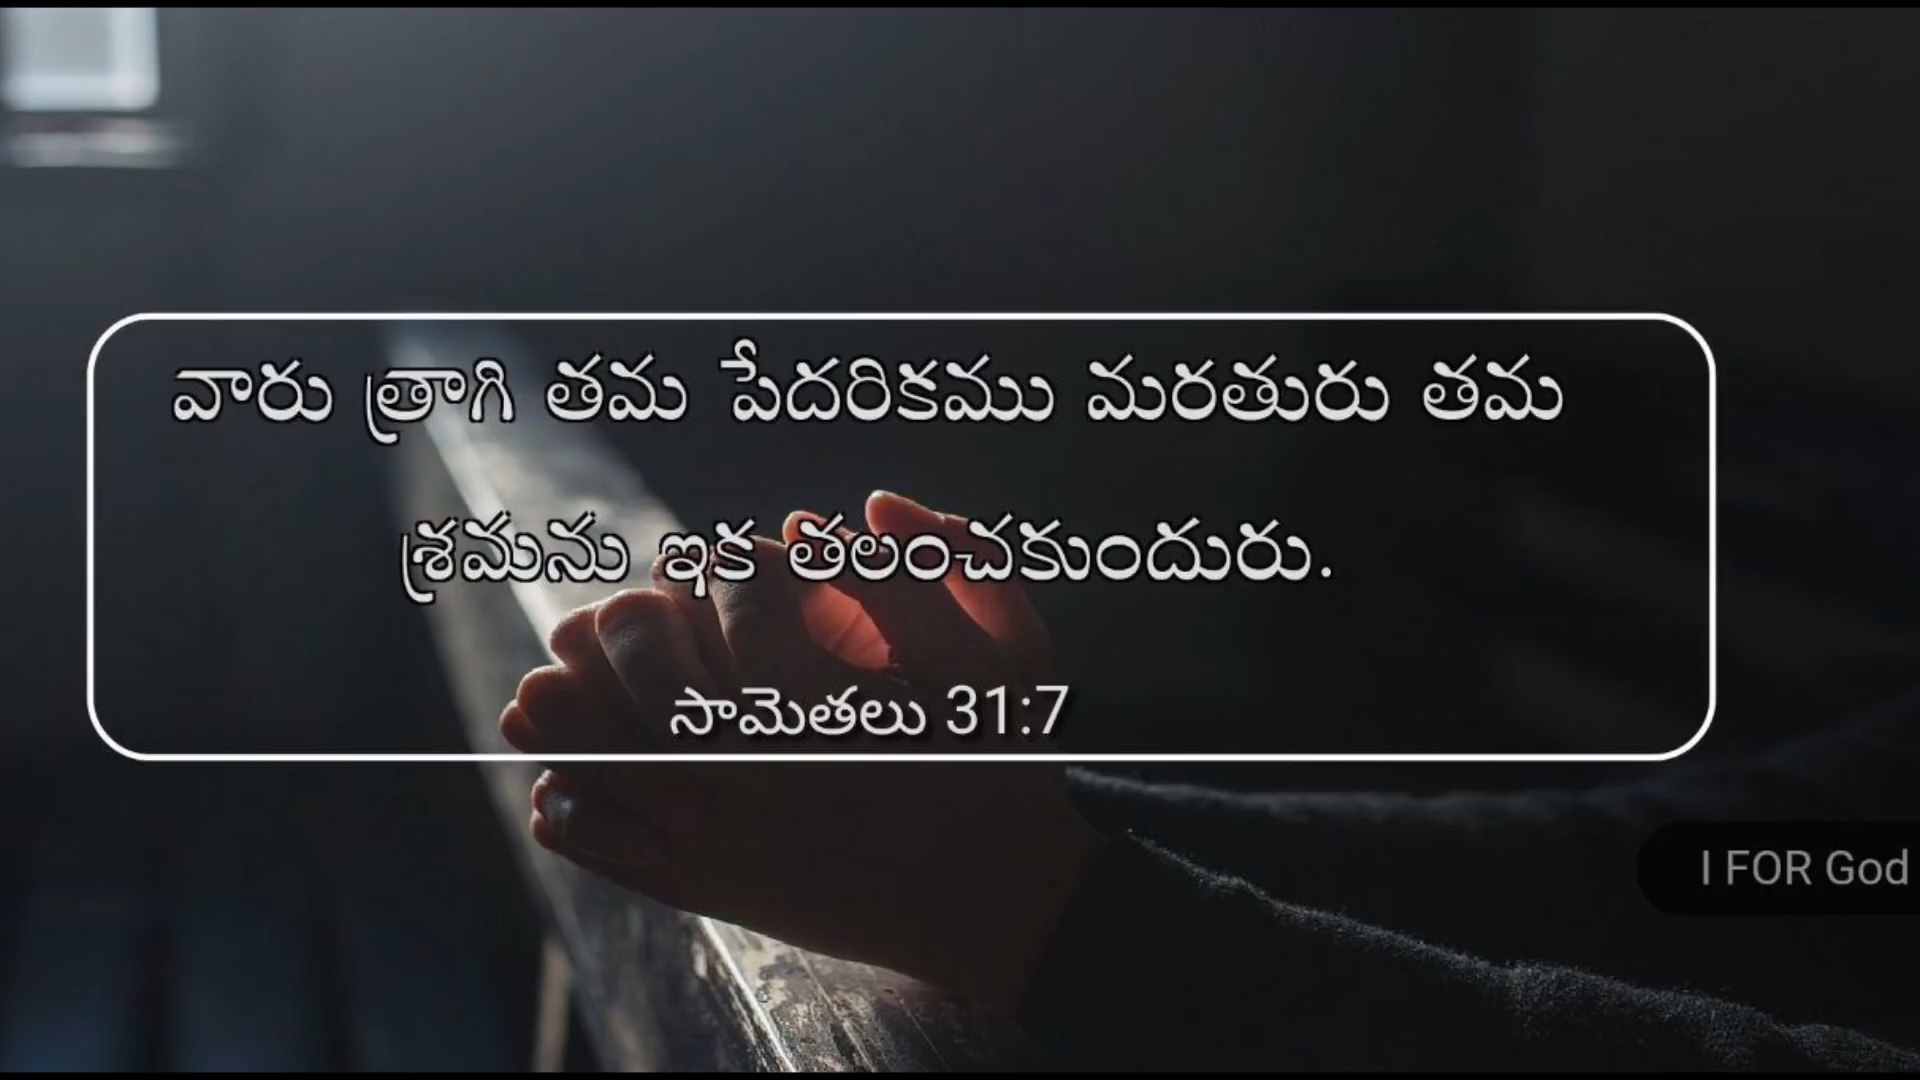 వారు త్రాగి తమ పేదరికము మరతురు తమ
శ్రమను ఇక తలంచకుందురు.
సామెతలు 31:7
I FOR God